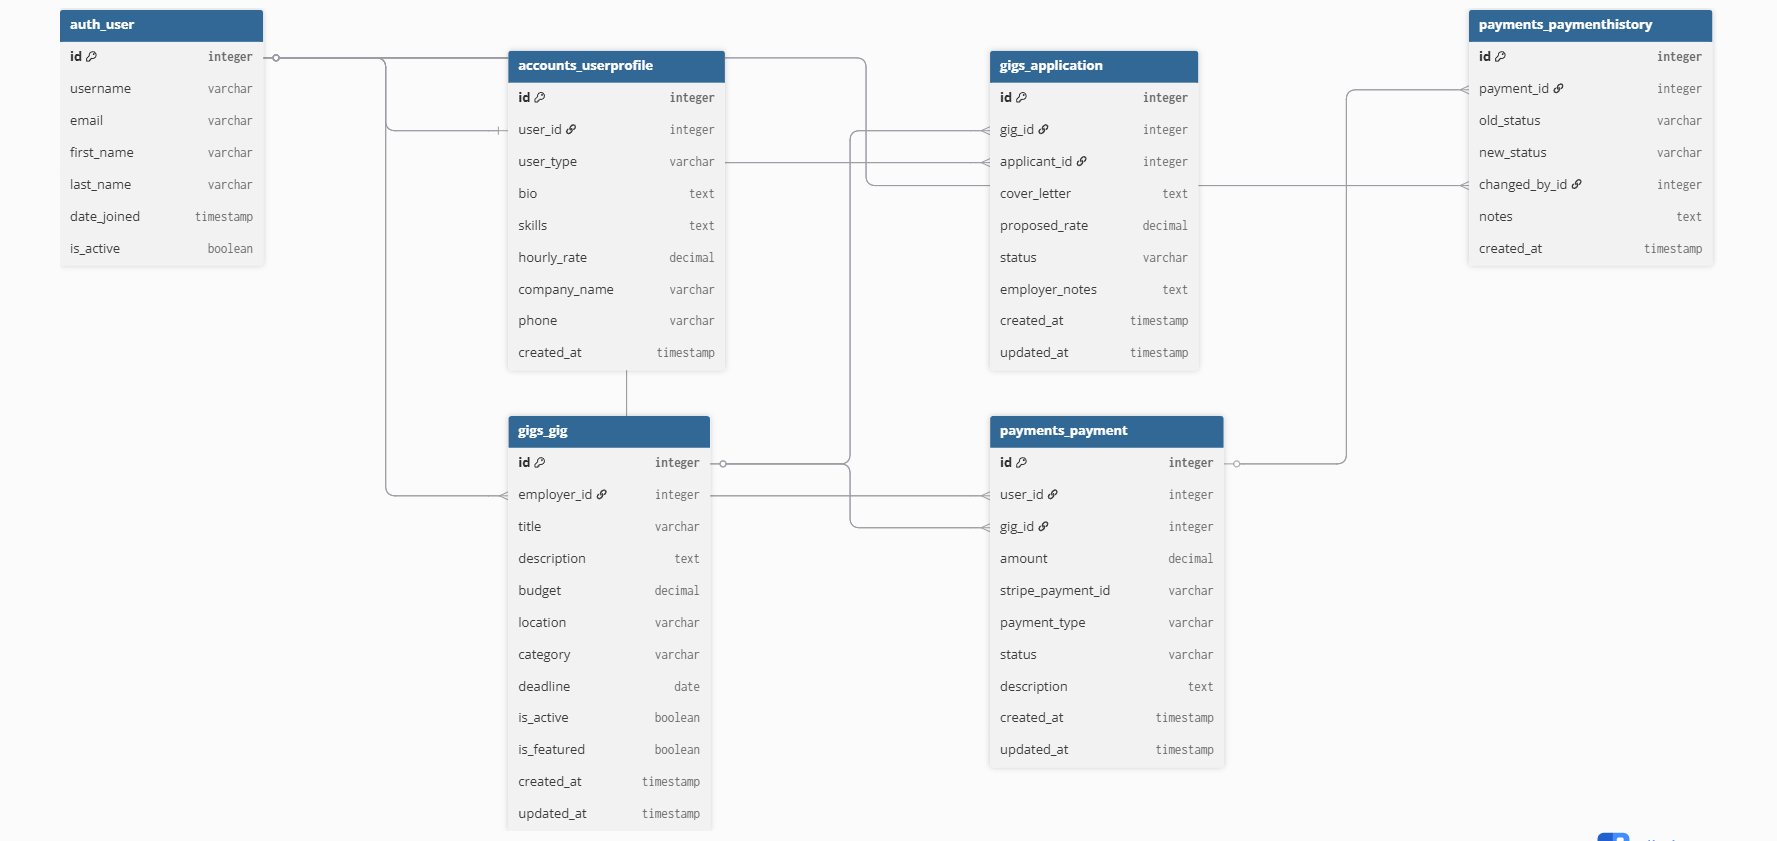 auth_user
id integer
username varchar
email varchar
first_name varchar
last_name varchar
date_joined timestamp
is_active boolean
accounts_userprofile
id integer
user_id integer
user_type varchar
bio text
skills text
hourly_rate decimal
company_name varchar
phone varchar
created_at timestamp
gigs_application
id integer
gig_id integer
applicant_id integer
cover_letter text
proposed_rate decimal
status varchar
employer_notes text
created_at timestamp
updated_at timestamp
payments_paymenthistory
id integer
payment_id integer
old_status varchar
new_status varchar
changed_by_id integer
notes text
created_at timestamp
gigs_gig
id integer
employer_id integer
title varchar
description text
budget decimal
location varchar
category varchar
deadline date
is_active boolean
is_featured boolean
created_at timestamp
updated_at timestamp
payments_payment
id integer
user_id integer
gig_id integer
amount decimal
stripe_payment_id varchar
payment_type varchar
status varchar
description text
created_at timestamp
updated_at timestamp